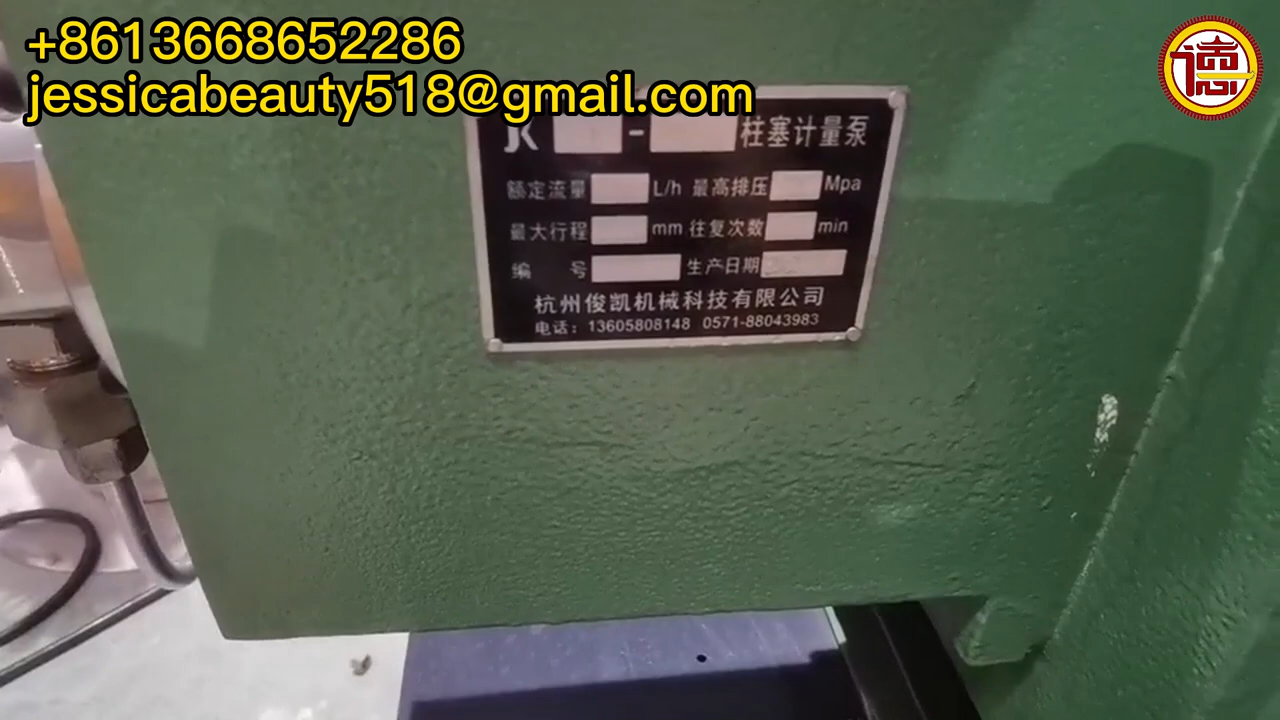 +8613668652286
jessicabeauty518@gmail.com
德
JK - 柱塞计量泵
额定流量 L/h 最高排压 Mpa
最大行程 mm 往复次数 min
编 号 生产日期
杭州俊凯机械科技有限公司
电话：13605808148 0571-88043983